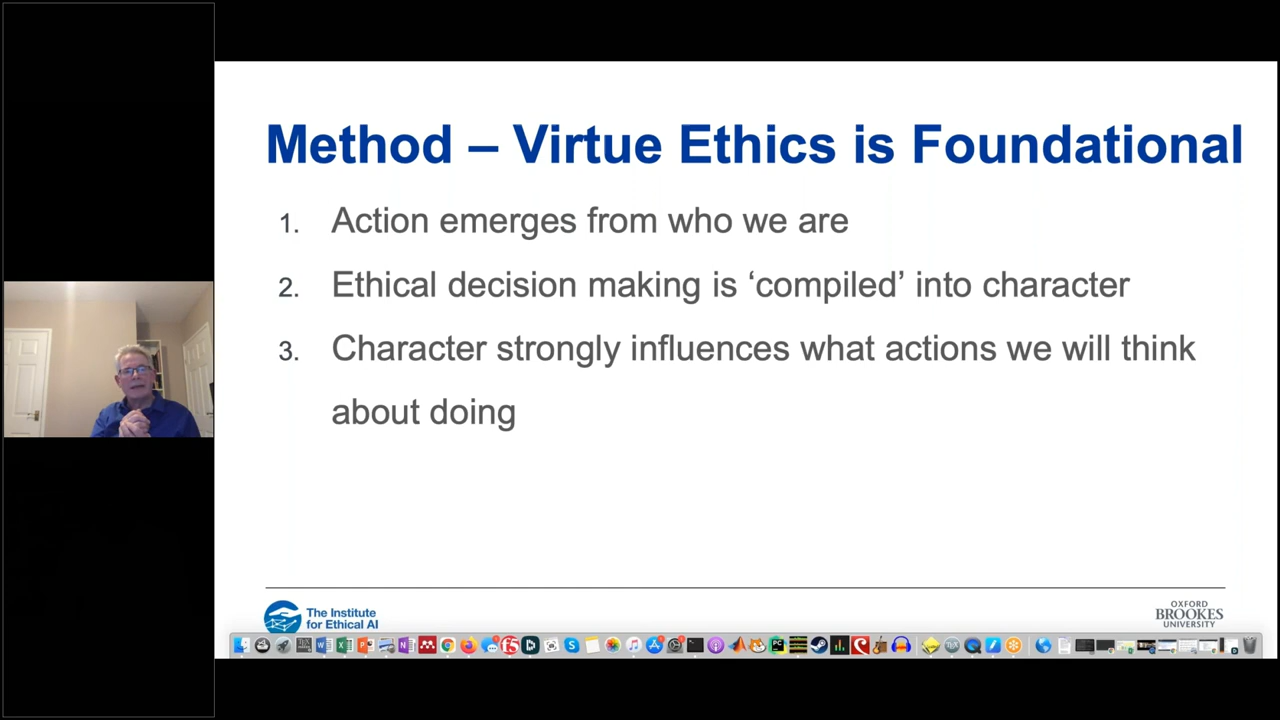 Method – Virtue Ethics is Foundational
1. Action emerges from who we are
2. Ethical decision making is ‘compiled’ into character
3. Character strongly influences what actions we will think
about doing
The Institute
for Ethical AI
OXFORD
BROOKES
UNIVERSITY